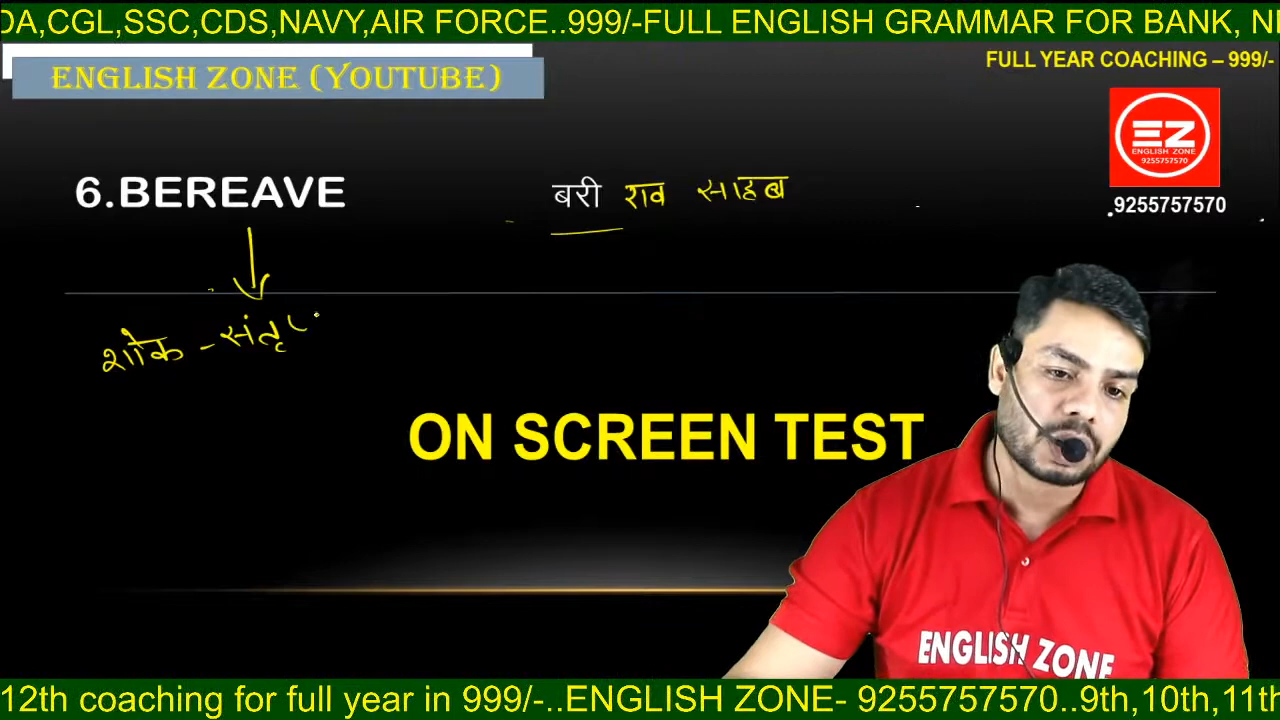 DA,CGL,SSC,CDS,NAVY,AIR FORCE..999/-FULL ENGLISH GRAMMAR FOR BANK,
FULL YEAR COACHING – 999/-
ENGLISH ZONE (YOUTUBE)
EZ
ENGLISH ZONE
9255757570
.9255757570
6.BEREAVE
बरी राव साहब
शोक -
ON SCREEN TEST
ENGLISH ZONE
12th coaching for full year in 999/-..ENGLISH ZONE- 9255757570..9th,10th,11th